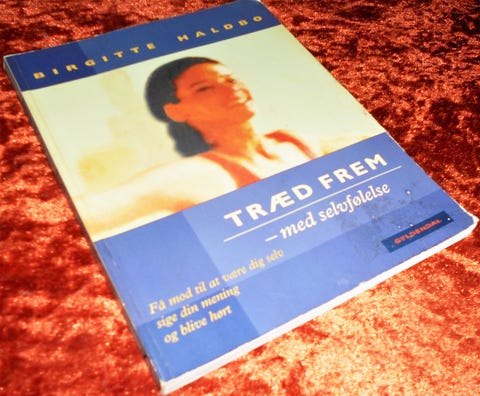 BIRGITTE HALDBO
TRÆD FREM
– med selvfølelse
GYLDENDAL
Få mod til at være dig selv
sige din mening
og blive hørt